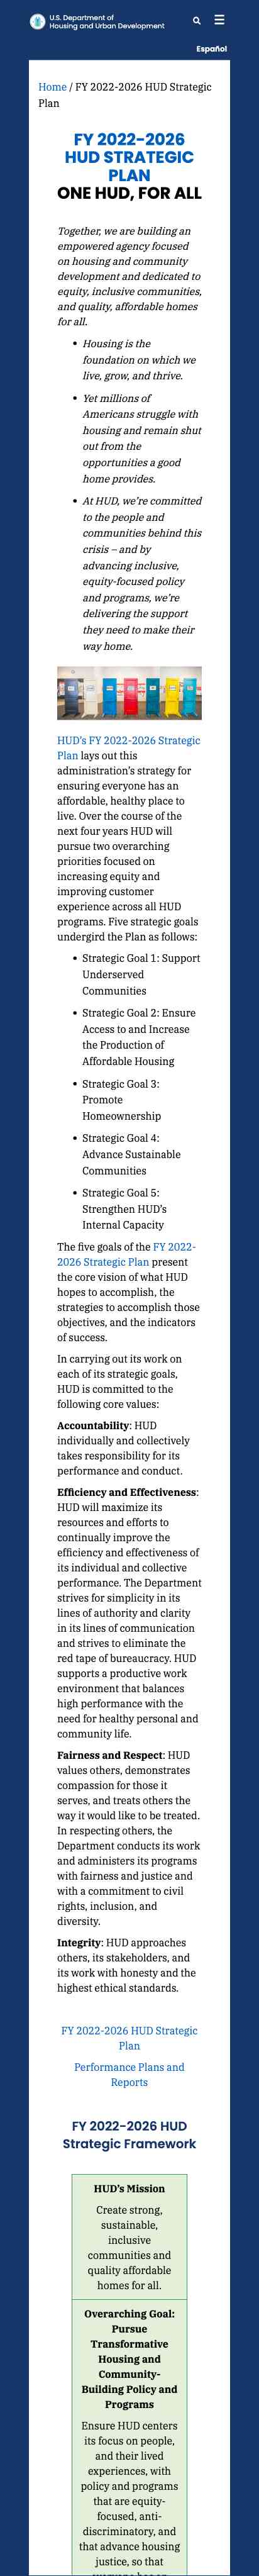 U.S. Department of
Housing and Urban Development
Español
Home / FY 2022-2026 HUD Strategic
Plan
FY 2022-2026
HUD STRATEGIC
PLAN
ONE HUD, FOR ALL
Together, we are building an
empowered agency focused
on housing and community
development and dedicated to
equity, inclusive communities,
and quality, affordable homes
for all.
• Housing is the
foundation on which we
live, grow, and thrive.
• Yet millions of
Americans struggle with
housing and remain shut
out from the
opportunities a good
home provides.
• At HUD, we're committed
to the people and
communities behind this
crisis – and by
advancing inclusive,
equity-focused policy
and programs, we're
delivering the support
they need to make their
way home.
HUD's FY 2022-2026 Strategic
Plan lays out this
administration's strategy for
ensuring everyone has an
affordable, healthy place to
live. Over the course of the
next four years HUD will
pursue two overarching
priorities focused on
increasing equity and
improving customer
experience across all HUD
programs. Five strategic goals
undergird the Plan as follows:
• Strategic Goal 1: Support
Underserved
Communities
• Strategic Goal 2: Ensure
Access to and Increase
the Production of
Affordable Housing
• Strategic Goal 3:
Promote
Homeownership
• Strategic Goal 4:
Advance Sustainable
Communities
• Strategic Goal 5:
Strengthen HUD's
Internal Capacity
The five goals of the FY 2022-
2026 Strategic Plan present
the core vision of what HUD
hopes to accomplish, the
strategies to accomplish those
objectives, and the indicators
of success.
In carrying out its work on
each of its strategic goals,
HUD is committed to the
following core values:
Accountability: HUD
individually and collectively
takes responsibility for its
performance and conduct.
Efficiency and Effectiveness:
HUD will maximize its
resources and efforts to
continually improve the
efficiency and effectiveness of
its individual and collective
performance. The Department
strives for simplicity in its
lines of authority and clarity
in its lines of communication
and strives to eliminate the
red tape of bureaucracy. HUD
supports a productive work
environment that balances
high performance with the
need for healthy personal and
community life.
Fairness and Respect: HUD
values others, demonstrates
compassion for those it
serves, and treats others the
way it would like to be treated.
In respecting others, the
Department conducts its work
and administers its programs
with fairness and justice and
with a commitment to civil
rights, inclusion, and
diversity.
Integrity: HUD approaches
others, its stakeholders, and
its work with honesty and the
highest ethical standards.
FY 2022-2026 HUD Strategic
Plan
Performance Plans and
Reports
FY 2022-2026 HUD
Strategic Framework
HUD's Mission
Create strong,
sustainable,
inclusive
communities and
quality affordable
homes for all.
Overarching Goal:
Pursue
Transformative
Housing and
Community-
Building Policy and
Programs
Ensure HUD centers
its focus on people,
and their lived
experiences, with
policy and programs
that are equity-
focused, anti-
discriminatory, and
that advance housing
justice, so that